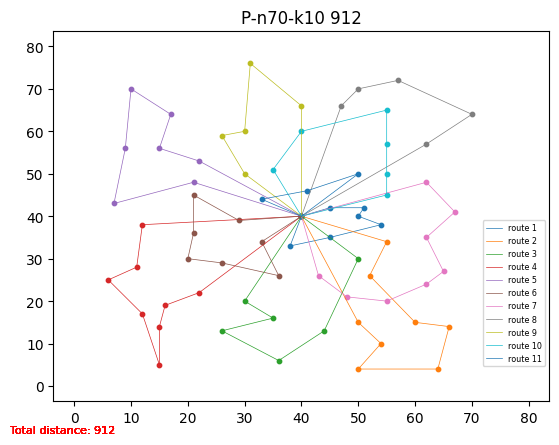 P-n70-k10 912
80
70
60
50
40
30
20
10
0
0 10 20 30 40 50 60 70 80
route 1
route 2
route 3
route 4
route 5
route 6
route 7
route 8
route 9
route 10
route 11
Total distance: 912